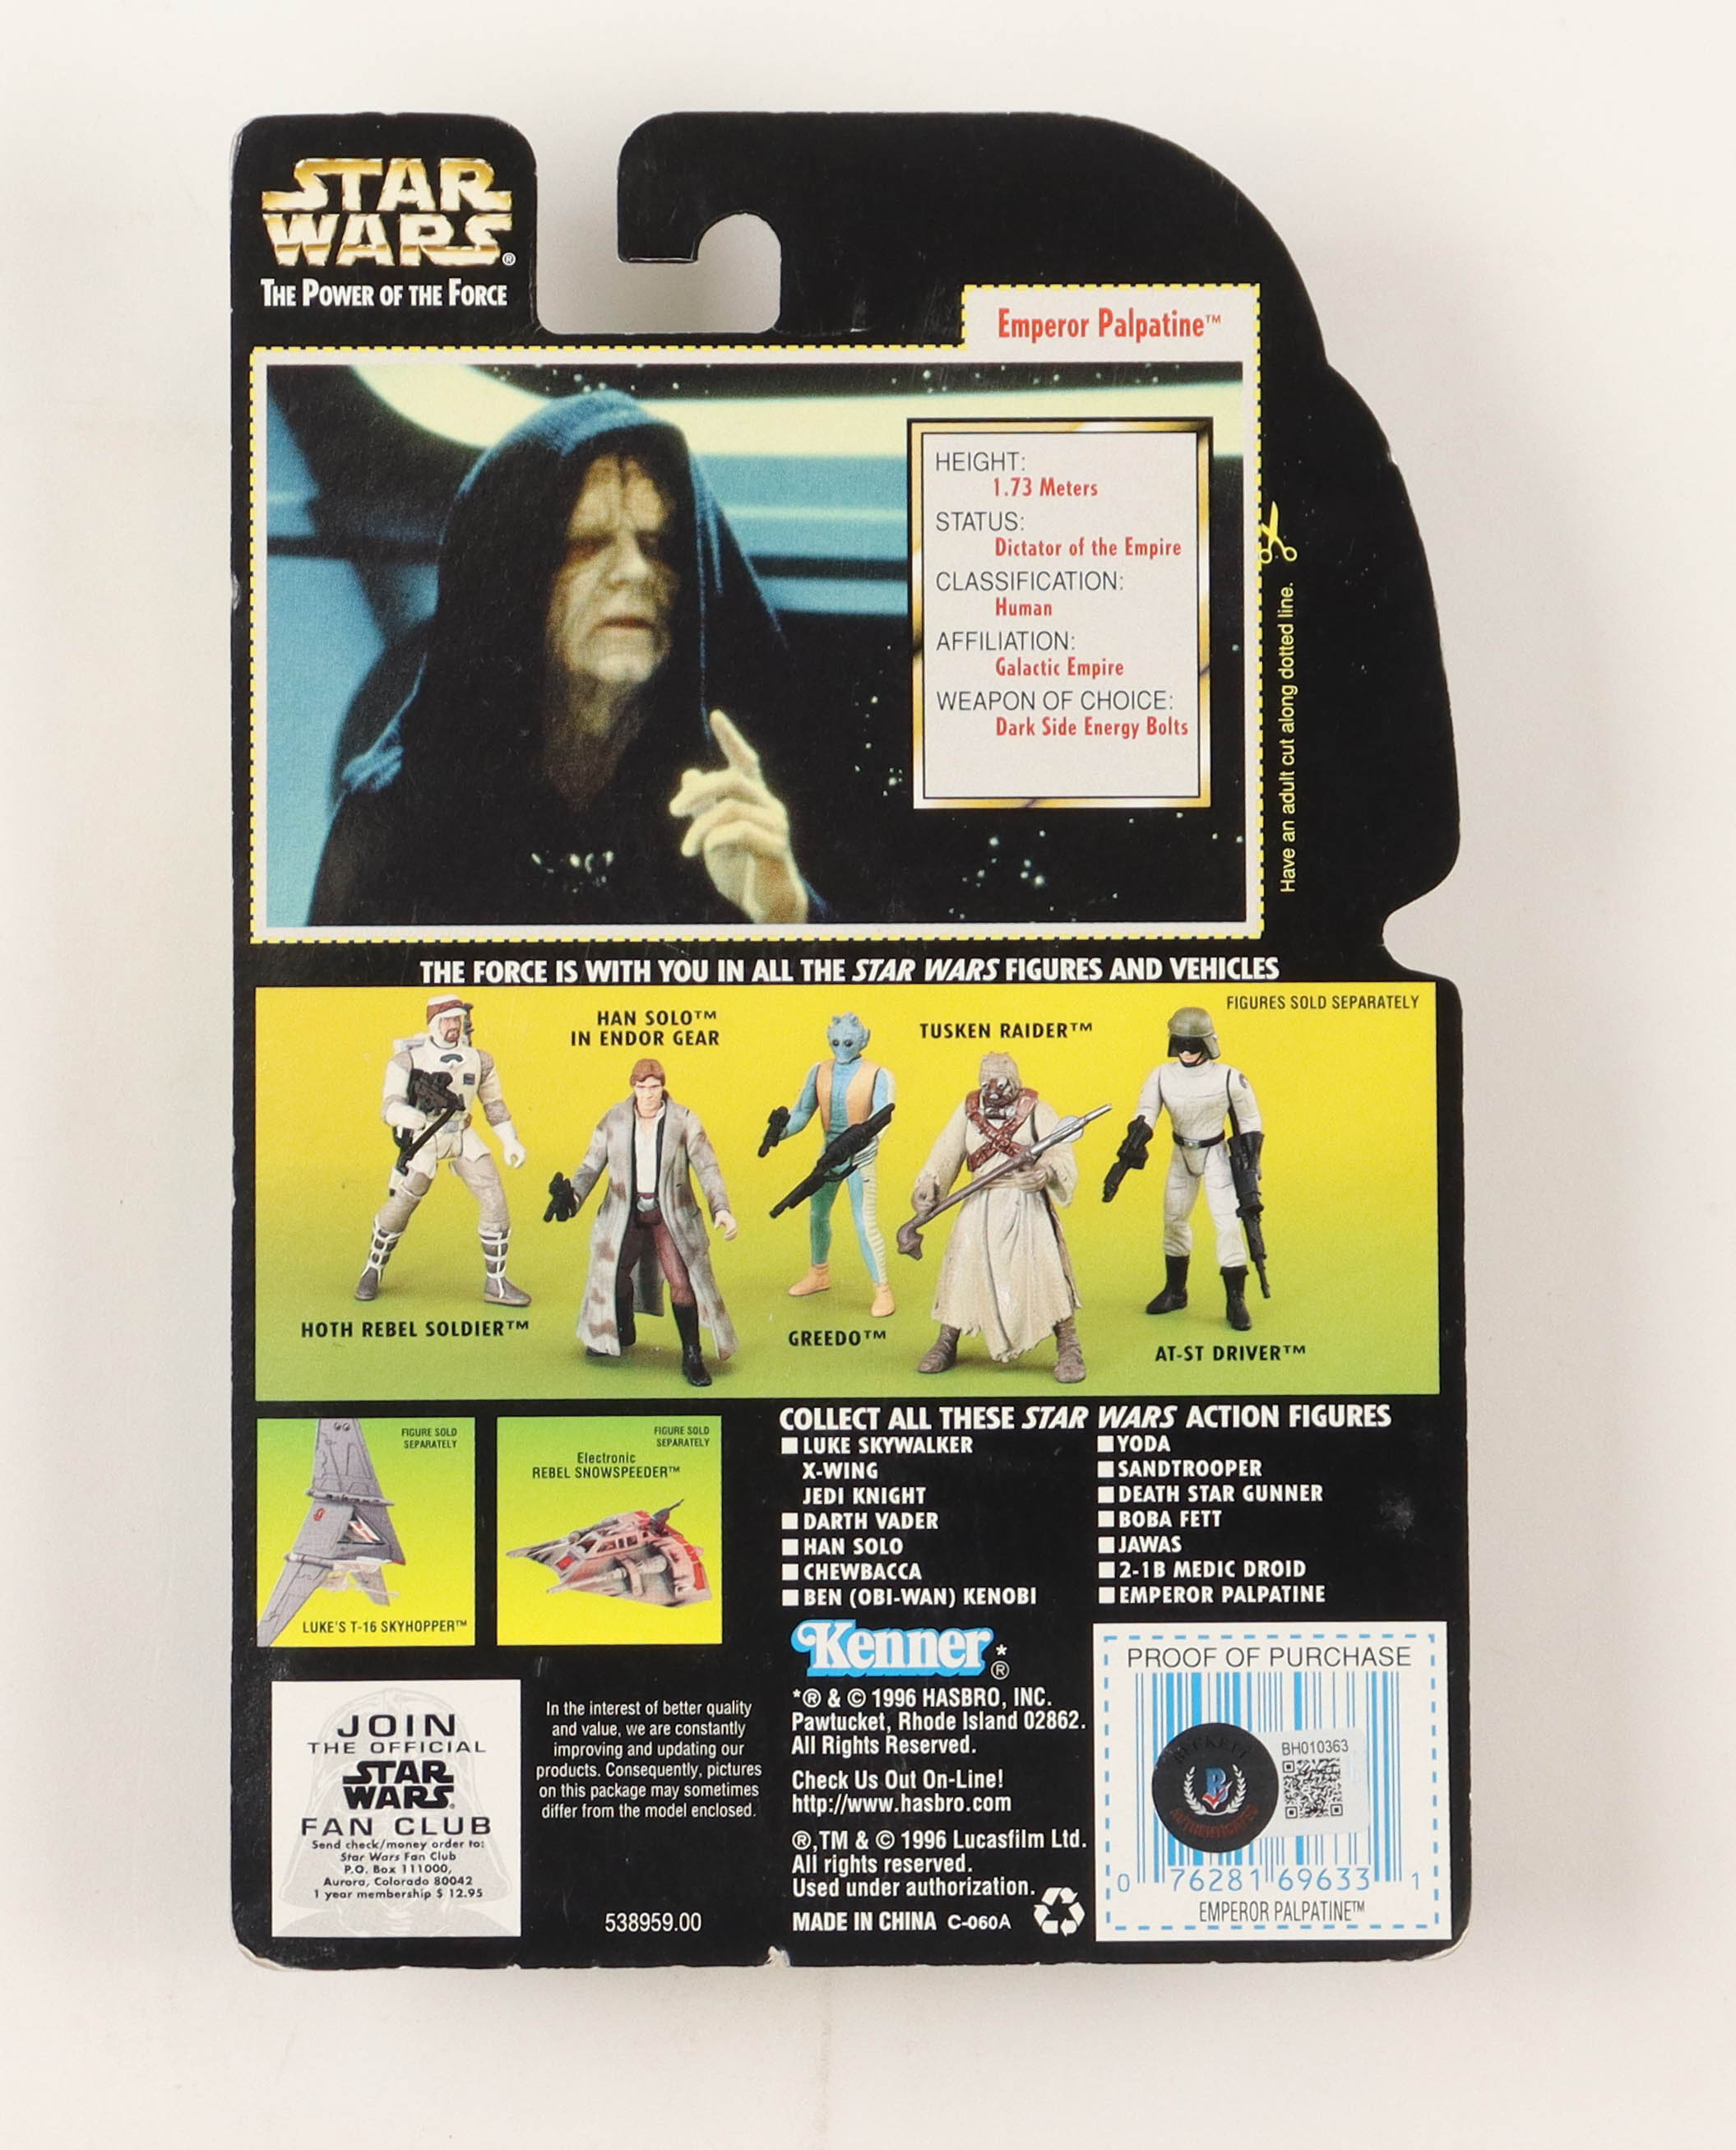 STAR
WARS®
THE POWER OF THE FORCE
Emperor Palpatine™
HEIGHT:
1.73 Meters
STATUS:
Dictator of the Empire
CLASSIFICATION:
Human
AFFILIATION:
Galactic Empire
WEAPON OF CHOICE:
Dark Side Energy Bolts
Have an adult cut along dotted line.
THE FORCE IS WITH YOU IN ALL THE STAR WARS FIGURES AND VEHICLES
FIGURES SOLD SEPARATELY
HAN SOLO™
IN ENDOR GEAR
TUSKEN RAIDER™
HOTH REBEL SOLDIER™
GREEDO™
AT-ST DRIVER™
FIGURE SOLD
SEPARATELY
LUKE'S T-16 SKYHOPPER™
FIGURE SOLD
SEPARATELY
Electronic
REBEL SNOWSPEEDER™
COLLECT ALL THESE STAR WARS ACTION FIGURES
■ LUKE SKYWALKER
X-WING
JEDI KNIGHT
■ DARTH VADER
■ HAN SOLO
■ CHEWBACCA
■ BEN (OBI-WAN) KENOBI
■ YODA
■ SANDTROOPER
■ DEATH STAR GUNNER
■ BOBA FETT
■ JAWAS
■ 2-1B MEDIC DROID
■ EMPEROR PALPATINE
JOIN
THE OFFICIAL
STAR
WARS®
FAN CLUB
Send check/money order to:
Star Wars Fan Club
P.O. Box 111000,
Aurora, Colorado 80042
1 year membership $ 12.95
In the interest of better quality
and value, we are constantly
improving and updating our
products. Consequently, pictures
on this package may sometimes
differ from the model enclosed.
538959.00
Kenner*®
*® & © 1996 HASBRO, INC.
Pawtucket, Rhode Island 02862.
All Rights Reserved.
Check Us Out On-Line!
http://www.hasbro.com
®,TM & © 1996 Lucasfilm Ltd.
All rights reserved.
Used under authorization.
MADE IN CHINA C-060A
PROOF OF PURCHASE
BECKETT
B
AUTHENTICATED
BH010363
0 76281 69633 1
EMPEROR PALPATINE™